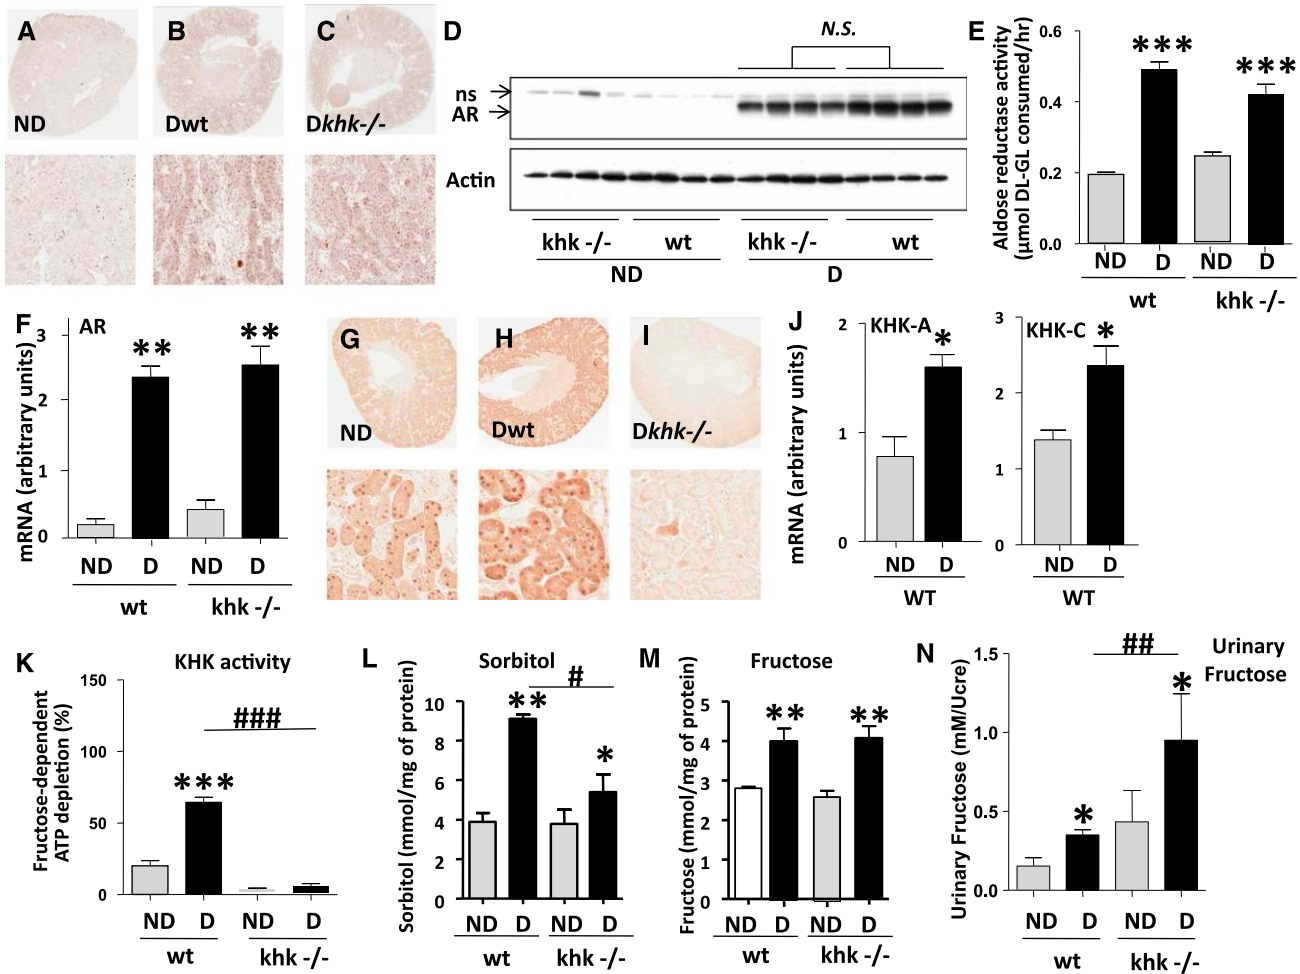 A
ND
B
Dwt
C
Dkhk-/-
D
N.S.
ns
AR
Actin
khk -/-
wt
khk -/-
wt
ND
D
E
Aldose reductase activity
(µmol DL-GL consumed/hr)
0.6
0.4
0.2
0.0
***
***
ND
D
ND
D
wt
khk -/-
F
AR
mRNA (arbitrary units)
3
2
1
0
**
**
ND
D
ND
D
wt
khk -/-
G
ND
H
Dwt
I
Dkhk-/-
J
KHK-A
mRNA (arbitrary units)
2
1
0
*
ND
D
WT
KHK-C
3
2
1
0
*
ND
D
WT
K
KHK activity
Fructose-dependent
ATP depletion (%)
150
100
50
0
***
###
ND
D
ND
D
wt
khk -/-
L
Sorbitol
Sorbitol (mmol/mg of protein)
10
8
6
4
2
0
**
#
*
ND
D
ND
D
wt
khk -/-
M
Fructose
Fructose (mmol/mg of protein)
5
4
3
2
1
0
**
**
ND
D
ND
D
wt
khk -/-
N
Urinary
Fructose
Urinary Fructose (mM/Ucre)
1.5
1.0
0.5
0.0
*
##
*
ND
D
ND
D
wt
khk -/-